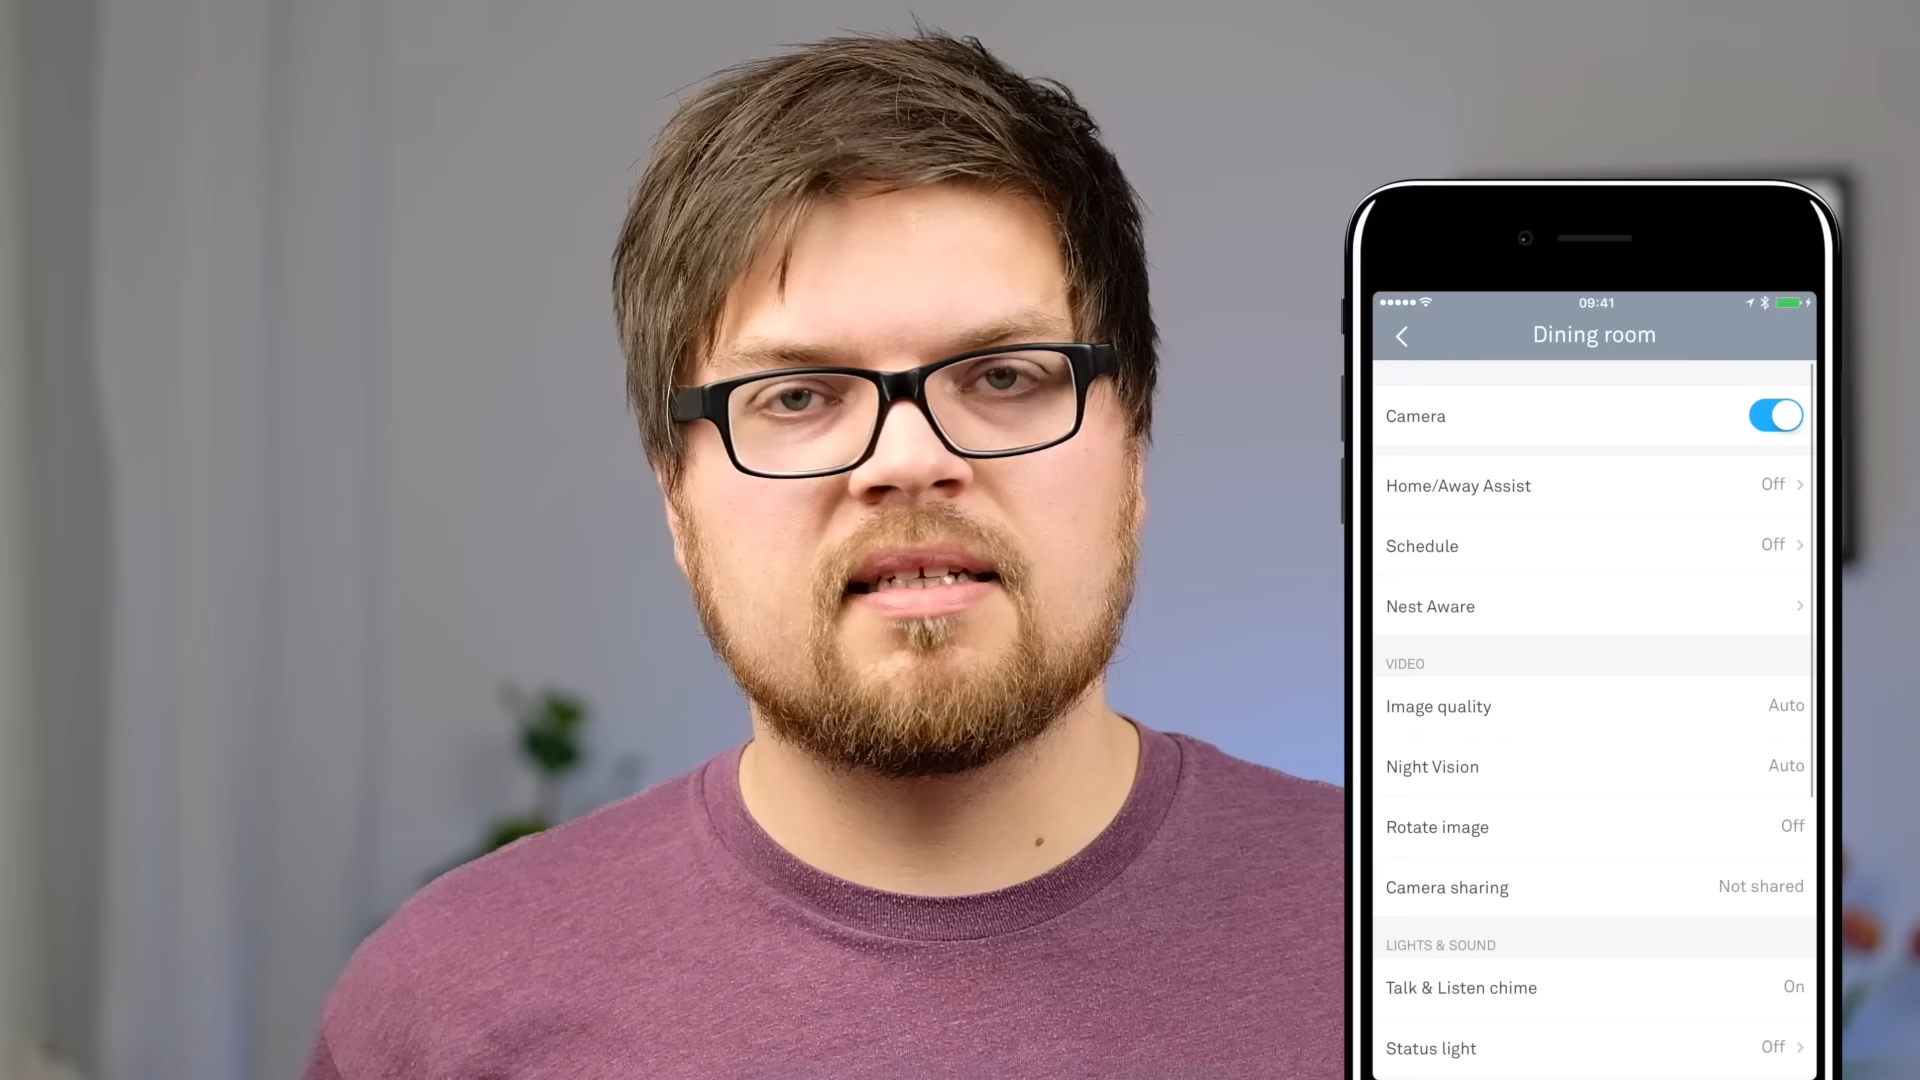 09:41
Dining room
Camera
Home/Away Assist Off
Schedule Off
Nest Aware
VIDEO
Image quality Auto
Night Vision Auto
Rotate image Off
Camera sharing Not shared
LIGHTS & SOUND
Talk & Listen chime On
Status light Off